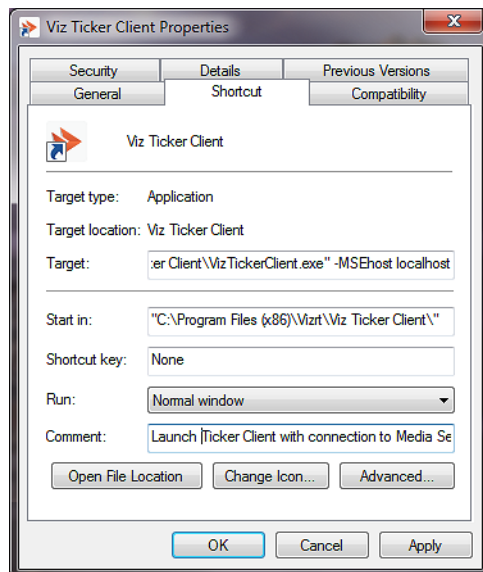 Viz Ticker Client Properties
Security Details Previous Versions
General Shortcut Compatibility
Viz Ticker Client
Target type: Application
Target location: Viz Ticker Client
Target: :er Client\VizTickerClient.exe" -MSEhost localhost
Start in: "C:\Program Files (x86)\Vizrt\Viz Ticker Client\"
Shortcut key: None
Run: Normal window
Comment: Launch Ticker Client with connection to Media Se
Open File Location Change Icon... Advanced...
OK Cancel Apply